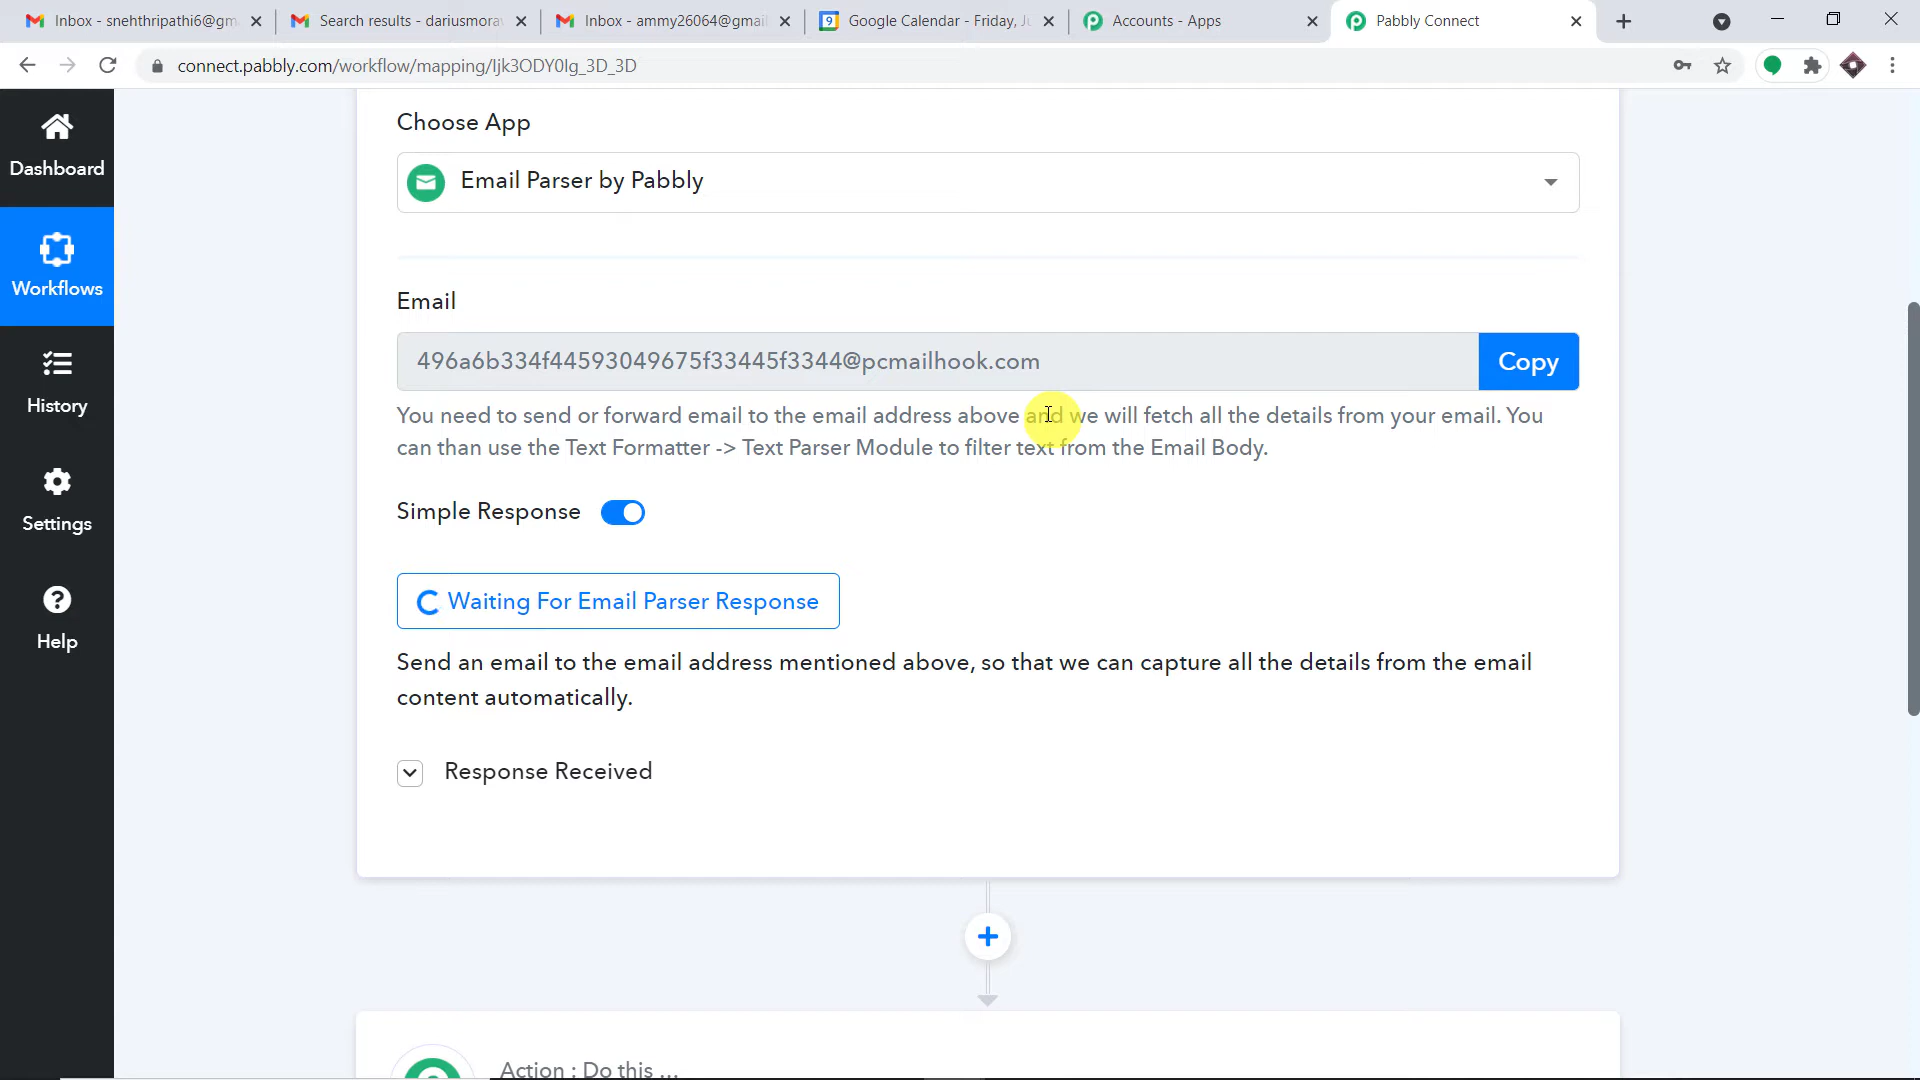 Inbox - snehthripathi6@gm
Search results - dariusmora
Inbox - ammy26064@gmail
Google Calendar - Friday, Ju
Accounts - Apps
Pabbly Connect
connect.pabbly.com/workflow/mapping/Ijk3ODY0Ig_3D_3D
Dashboard
Workflows
History
Settings
Help
Choose App
Email Parser by Pabbly
Email
496a6b334f44593049675f33445f3344@pcmailhook.com
Copy
You need to send or forward email to the email address above and we will fetch all the details from your email. You
can than use the Text Formatter -> Text Parser Module to filter text from the Email Body.
Simple Response
Waiting For Email Parser Response
Send an email to the email address mentioned above, so that we can capture all the details from the email
content automatically.
Response Received
Action : Do this ...